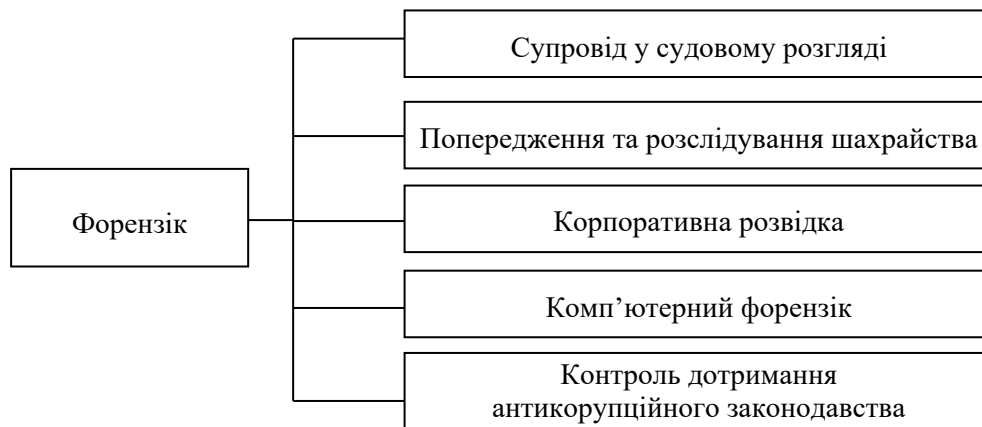 Форензік
Супровід у судовому розгляді
Попередження та розслідування шахрайства
Корпоративна розвідка
Комп’ютерний форензік
Контроль дотримання
антикорупційного законодавства